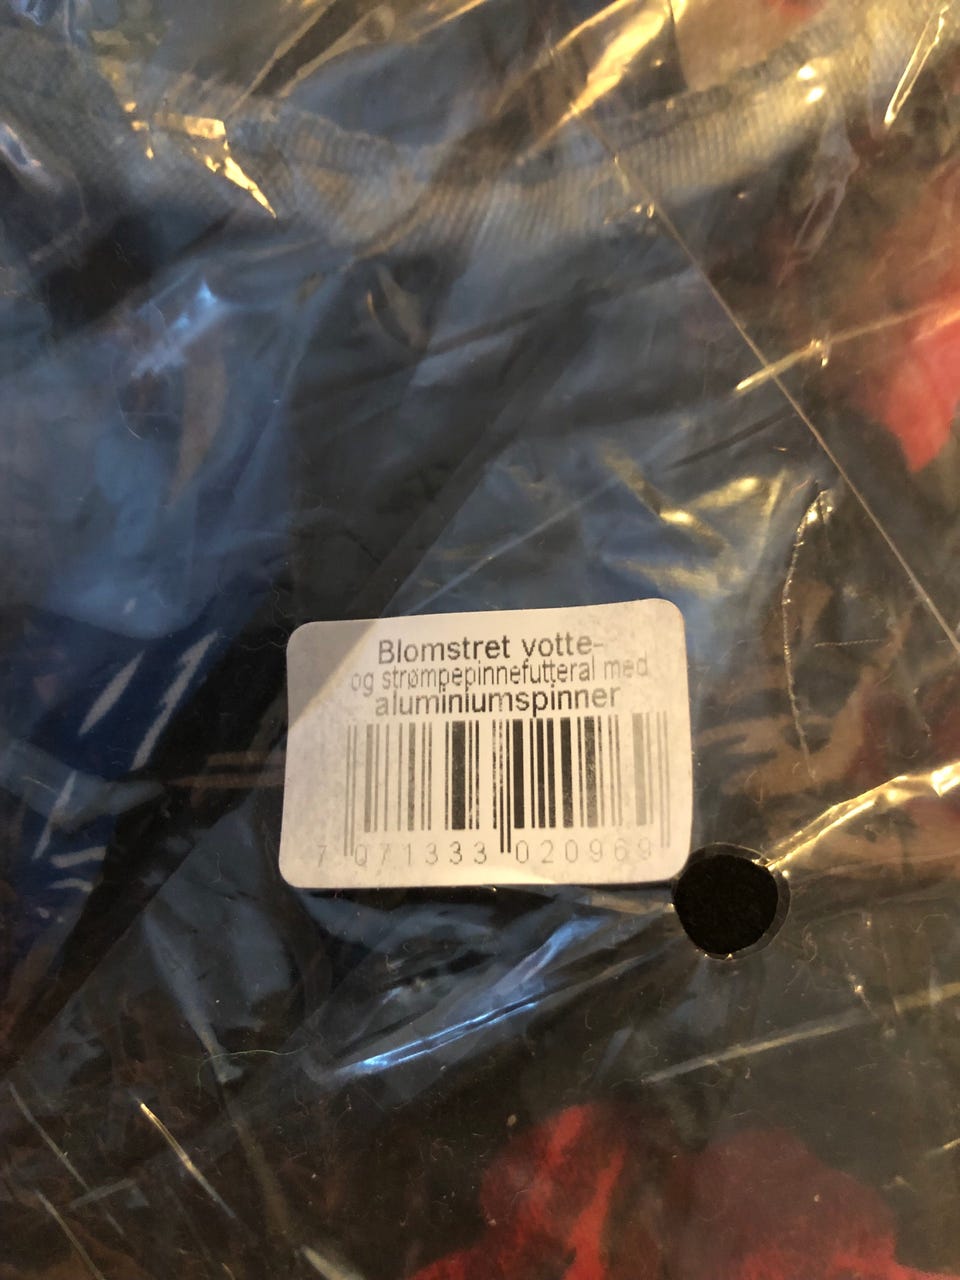 Blomstret votte-
og strømpepinnefutteral med
aluminiumspinner
7 071333 020969